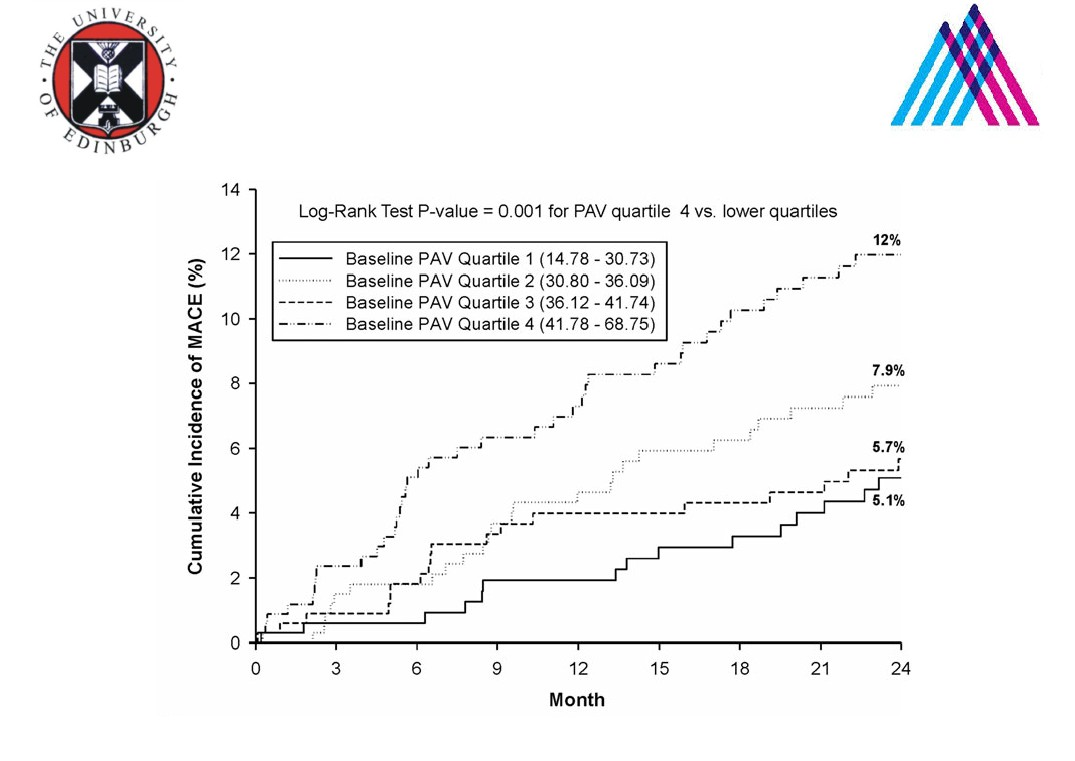 THE UNIVERSITY
OF EDINBURGH
14
12
10
8
6
4
2
0
Cumulative Incidence of MACE (%)
Log-Rank Test P-value = 0.001 for PAV quartile 4 vs. lower quartiles
Baseline PAV Quartile 1 (14.78 - 30.73)
Baseline PAV Quartile 2 (30.80 - 36.09)
Baseline PAV Quartile 3 (36.12 - 41.74)
Baseline PAV Quartile 4 (41.78 - 68.75)
12%
7.9%
5.7%
5.1%
0 3 6 9 12 15 18 21 24
Month